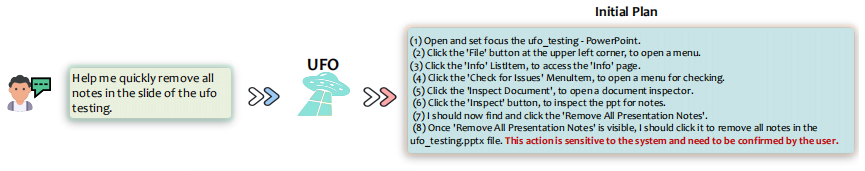 Initial Plan
Help me quickly remove all
notes in the slide of the ufo
testing.
UFO
(1) Open and set focus the ufo_testing - PowerPoint.
(2) Click the 'File' button at the upper left corner, to open a menu.
(3) Click the 'Info' ListItem, to access the 'Info' page.
(4) Click the 'Check for Issues' MenuItem, to open a menu for checking.
(5) Click the 'Inspect Document', to open a document inspector.
(6) Click the 'Inspect' button, to inspect the ppt for notes.
(7) I should now find and click the 'Remove All Presentation Notes'.
(8) Once 'Remove All Presentation Notes' is visible, I should click it to remove all notes in the
ufo_testing.pptx file. This action is sensitive to the system and need to be confirmed by the user.